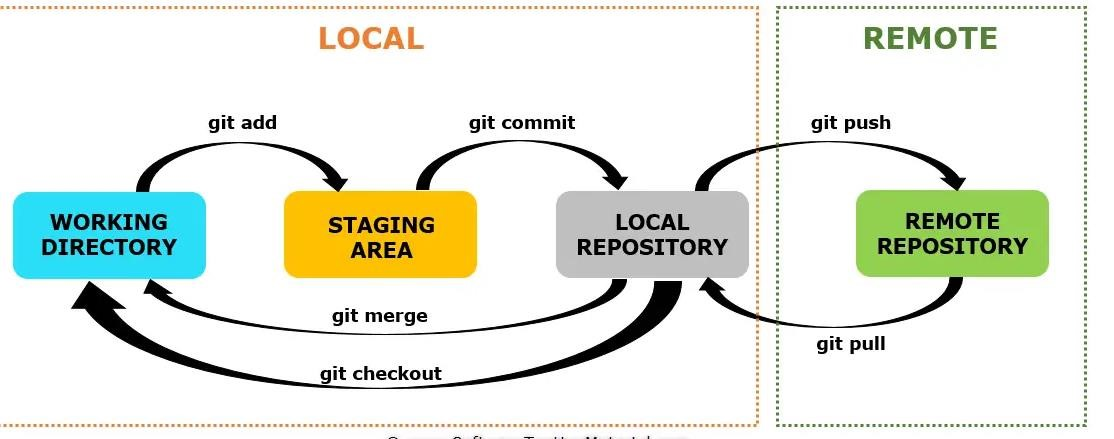 LOCAL
REMOTE
git add
git commit
git push
WORKING
DIRECTORY
STAGING
AREA
LOCAL
REPOSITORY
REMOTE
REPOSITORY
git merge
git pull
git checkout